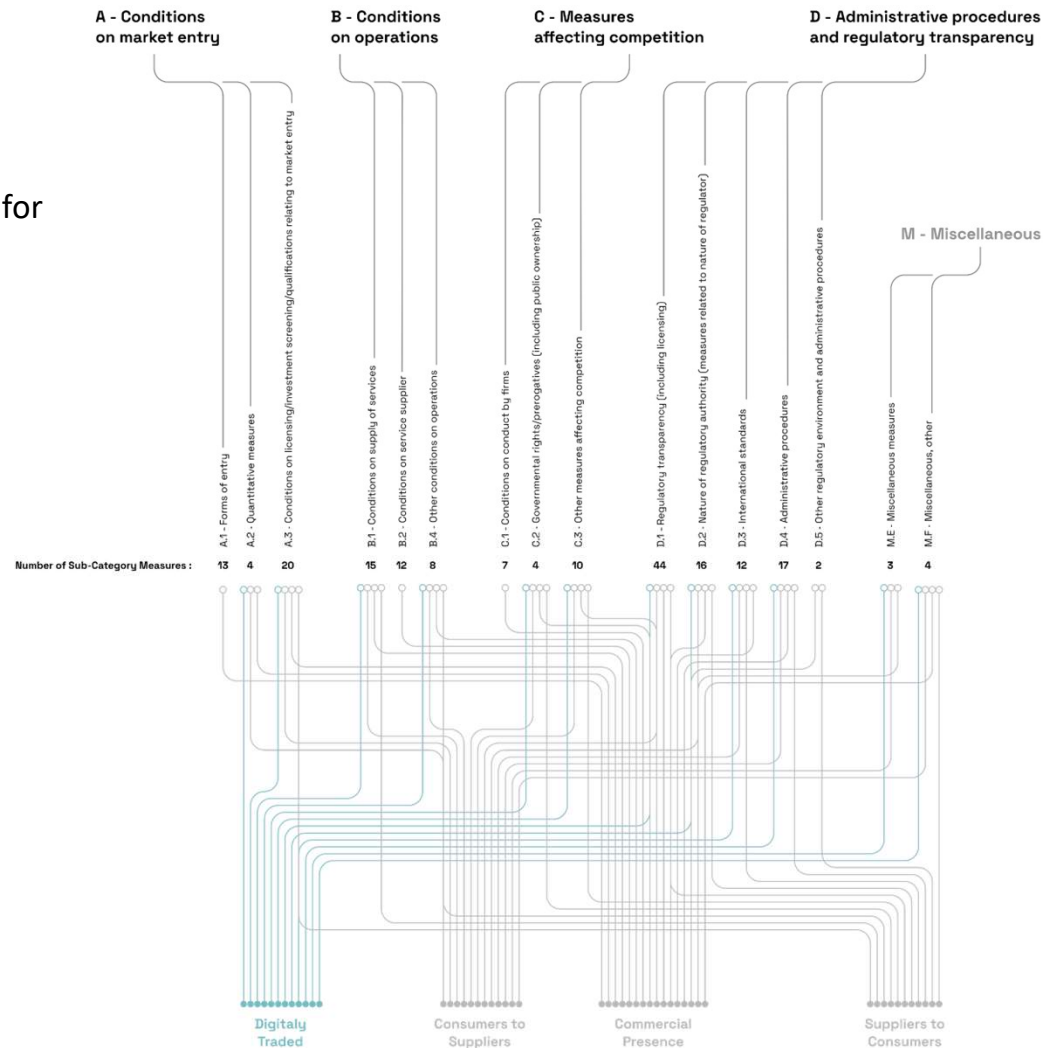 A - Conditions
on market entry
B - Conditions
on operations
C - Measures
affecting competition
D - Administrative procedures
and regulatory transparency
for
M - Miscellaneous
A.1 - Forms of entry
A.2 - Quantitative measures
A.3 - Conditions on licensing/investment screening/qualifications relating to market entry
B.1 - Conditions on supply of services
B.2 - Conditions on service supplier
B.4 - Other conditions on operations
C.1 - Conditions on conduct by firms
C.2 - Governmental rights/prerogatives (including public ownership)
C.3 - Other measures affecting competition
D.1 - Regulatory transparency (including licensing)
D.2 - Nature of regulatory authority (measures related to nature of regulator)
D.3 - International standards
D.4 - Administrative procedures
D.5 - Other regulatory environment and administrative procedures
M.E - Miscellaneous measures
M.F - Miscellaneous, other
Number of Sub-Category Measures : 13 4 20 15 12 8 7 4 10 44 16 12 17 2 3 4
Digitaly
Traded
Consumers to
Suppliers
Commercial
Presence
Suppliers to
Consumers